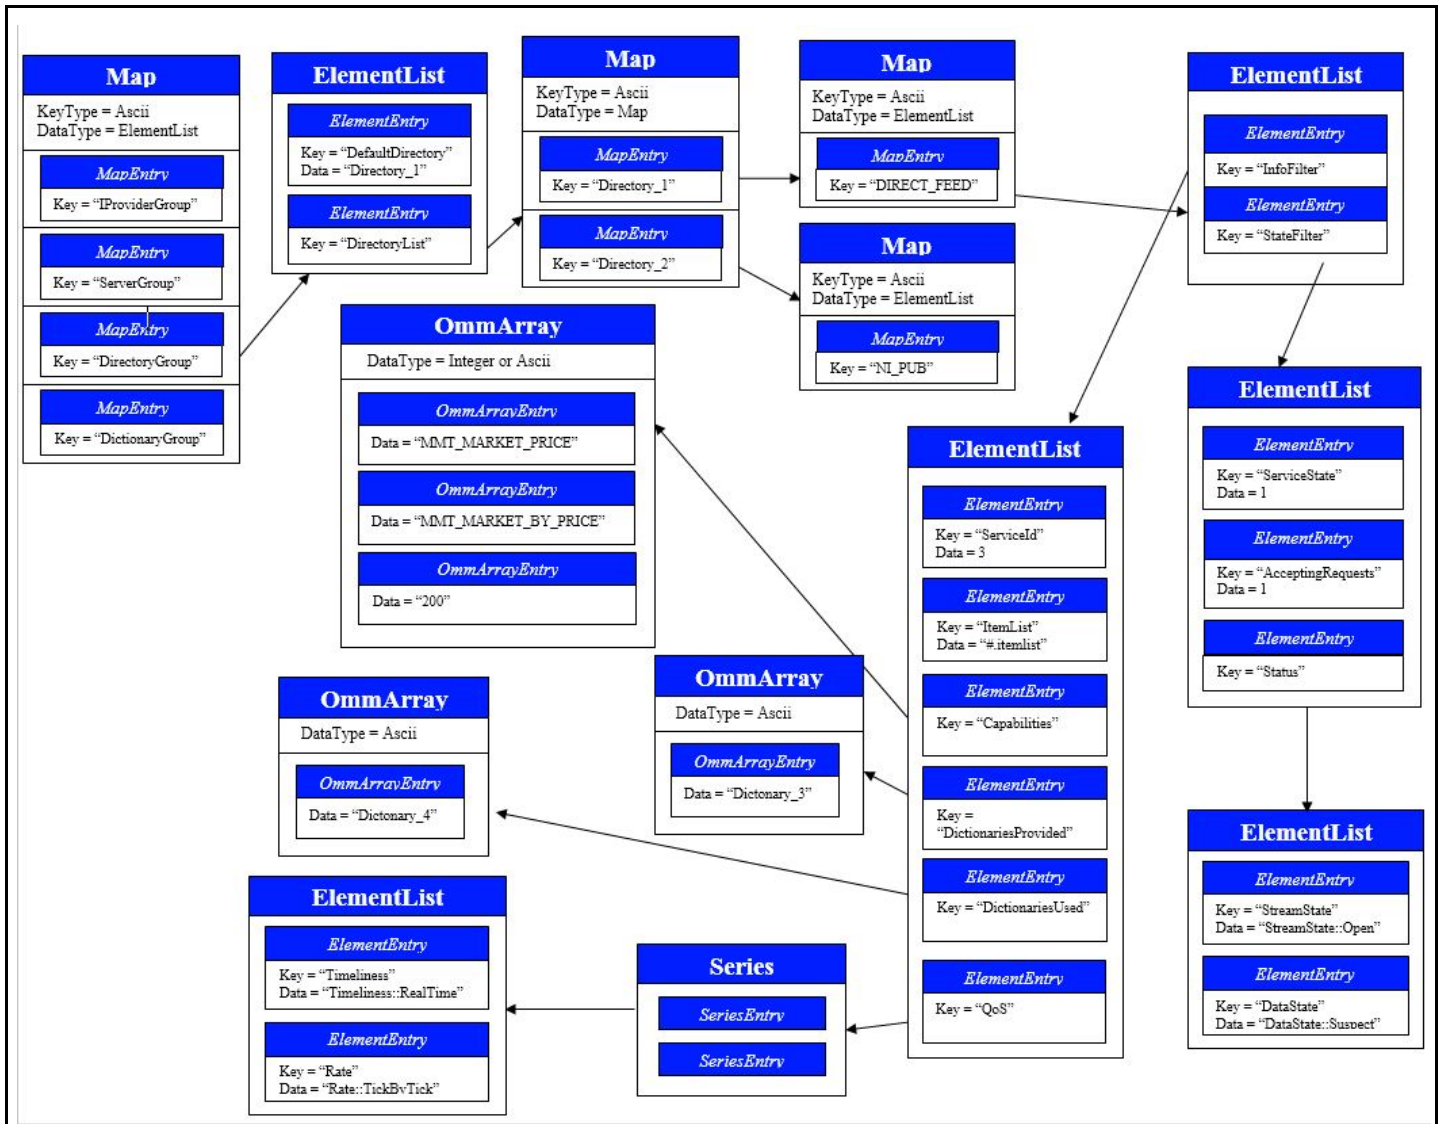 Map
KeyType = Ascii
DataType = ElementList
MapEntry
Key = “IProviderGroup”
MapEntry
Key = “ServerGroup”
MapEntry
Key = “DirectoryGroup”
MapEntry
Key = “DictionaryGroup”
ElementList
ElementEntry
Key = “DefaultDirectory”
Data = “Directory_1”
ElementEntry
Key = “DirectoryList”
Map
KeyType = Ascii
DataType = Map
MapEntry
Key = “Directory_1”
MapEntry
Key = “Directory_2”
Map
KeyType = Ascii
DataType = ElementList
MapEntry
Key = “DIRECT_FEED”
Map
KeyType = Ascii
DataType = ElementList
MapEntry
Key = “NI_PUB”
ElementList
ElementEntry
Key = “InfoFilter”
ElementEntry
Key = “StateFilter”
OmmArray
DataType = Integer or Ascii
OmmArrayEntry
Data = “MMT_MARKET_PRICE”
OmmArrayEntry
Data = “MMT_MARKET_BY_PRICE”
OmmArrayEntry
Data = “200”
ElementList
ElementEntry
Key = “ServiceId”
Data = 3
ElementEntry
Key = “ItemList”
Data = “#.itemlist”
ElementEntry
Key = “Capabilities”
ElementEntry
Key =
“DictionariesProvided”
ElementEntry
Key = “DictionariesUsed”
ElementEntry
Key = “QoS”
ElementList
ElementEntry
Key = “ServiceState”
Data = 1
ElementEntry
Key = “AcceptingRequests”
Data = 1
ElementEntry
Key = “Status”
OmmArray
DataType = Ascii
OmmArrayEntry
Data = “Dictonary_3”
OmmArray
DataType = Ascii
OmmArrayEntry
Data = “Dictonary_4”
ElementList
ElementEntry
Key = “StreamState”
Data = “StreamState::Open”
ElementEntry
Key = “DataState”
Data = “DataState::Suspect”
ElementList
ElementEntry
Key = “Timeliness”
Data = “Timeliness::RealTime”
ElementEntry
Key = “Rate”
Data = “Rate::TickByTick”
Series
SeriesEntry
SeriesEntry